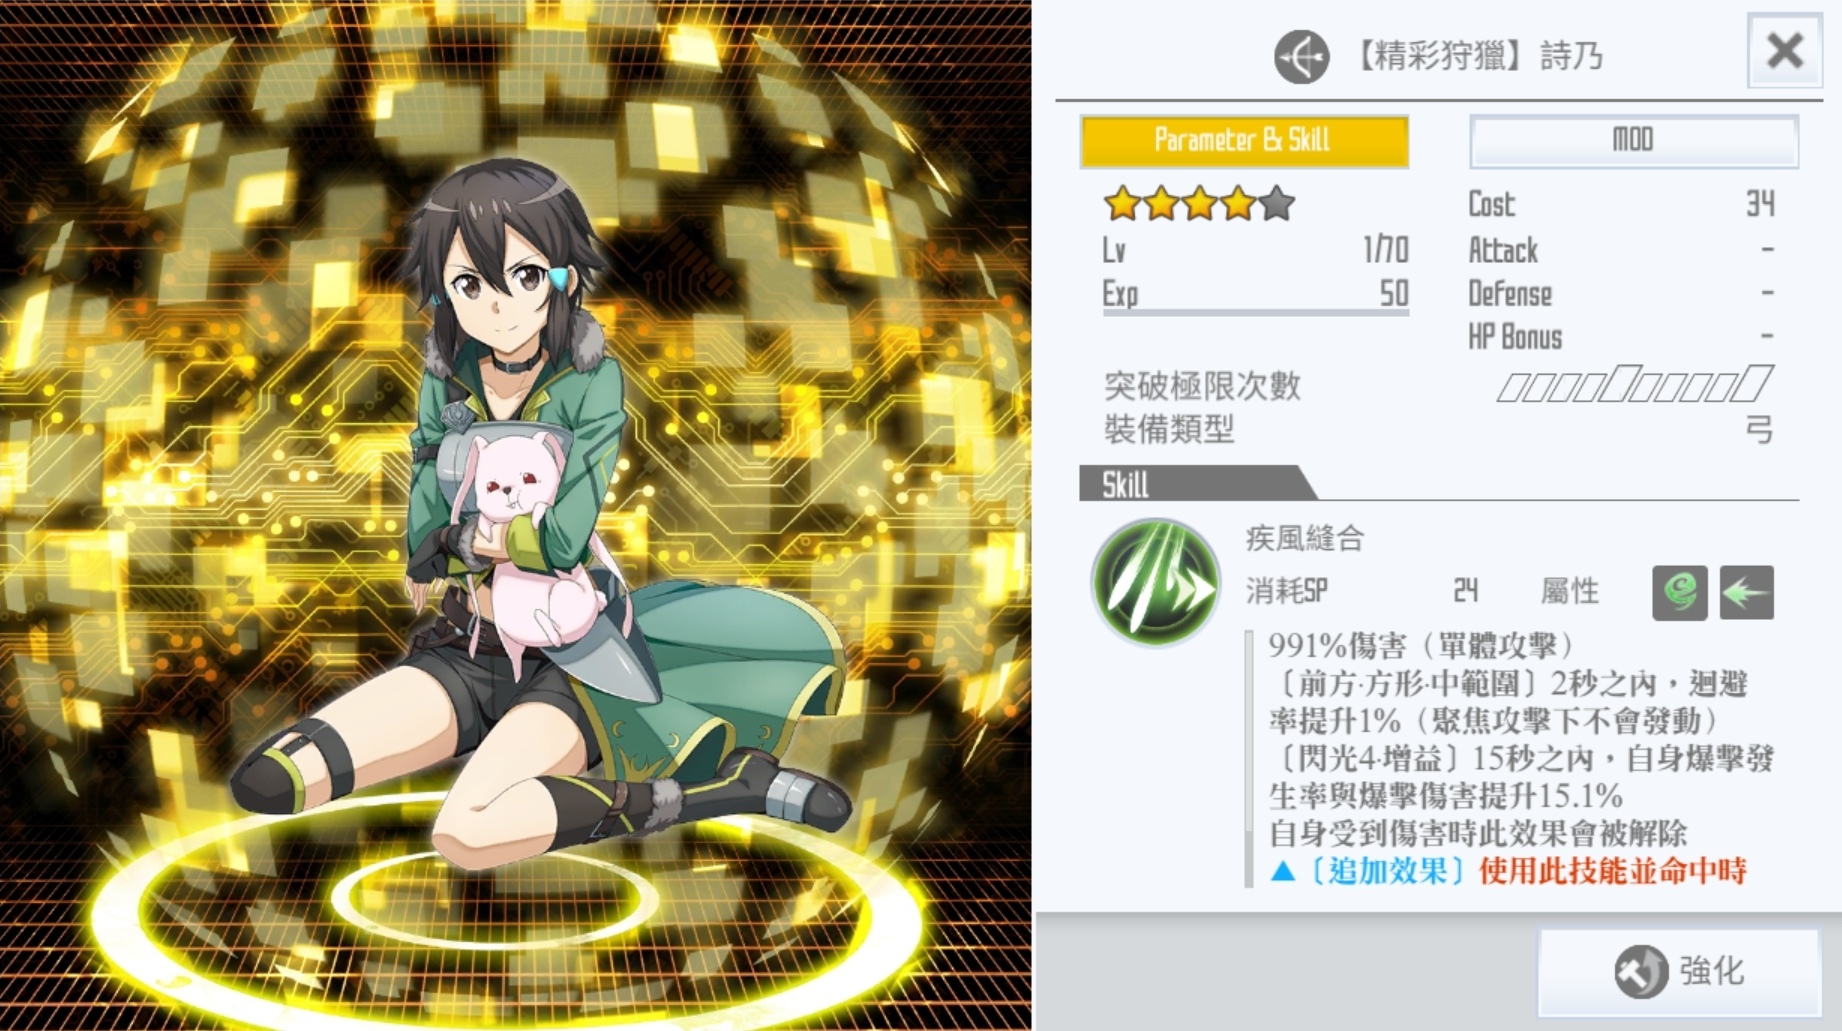 【精彩狩獵】詩乃
Parameter & Skill
MOD
Lv 1/70
Exp 50
Cost 34
Attack -
Defense -
HP Bonus -
突破極限次數
裝備類型 弓
Skill
疾風縫合
消耗SP 24 屬性
991%傷害（單體攻擊）
〔前方·方形·中範圍〕2秒之內，迴避
率提升1%（聚焦攻擊下不會發動）
〔閃光4·增益〕15秒之內，自身爆擊發
生率與爆擊傷害提升15.1%
自身受到傷害時此效果會被解除
▲〔追加效果〕使用此技能並命中時
強化